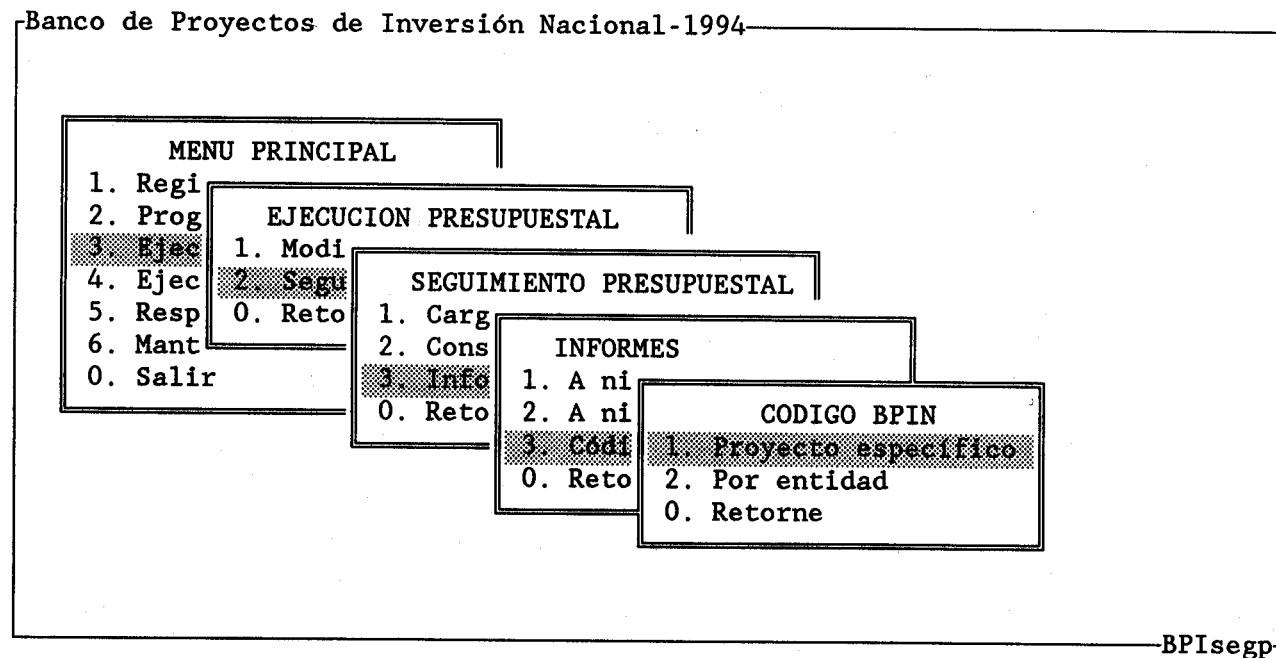 Banco de Proyectos de Inversión Nacional-1994
MENU PRINCIPAL
1. Regi
2. Prog
3. Ejec
4. Ejec
5. Resp
6. Mant
0. Salir
EJECUCION PRESUPUESTAL
1. Modi
2. Segu
0. Reto
SEGUIMIENTO PRESUPUESTAL
1. Carg
2. Cons
3. Info
0. Reto
INFORMES
1. A ni
2. A ni
3. Códi
0. Reto
CODIGO BPIN
1. Proyecto específico
2. Por entidad
0. Retorne
BPIsegp